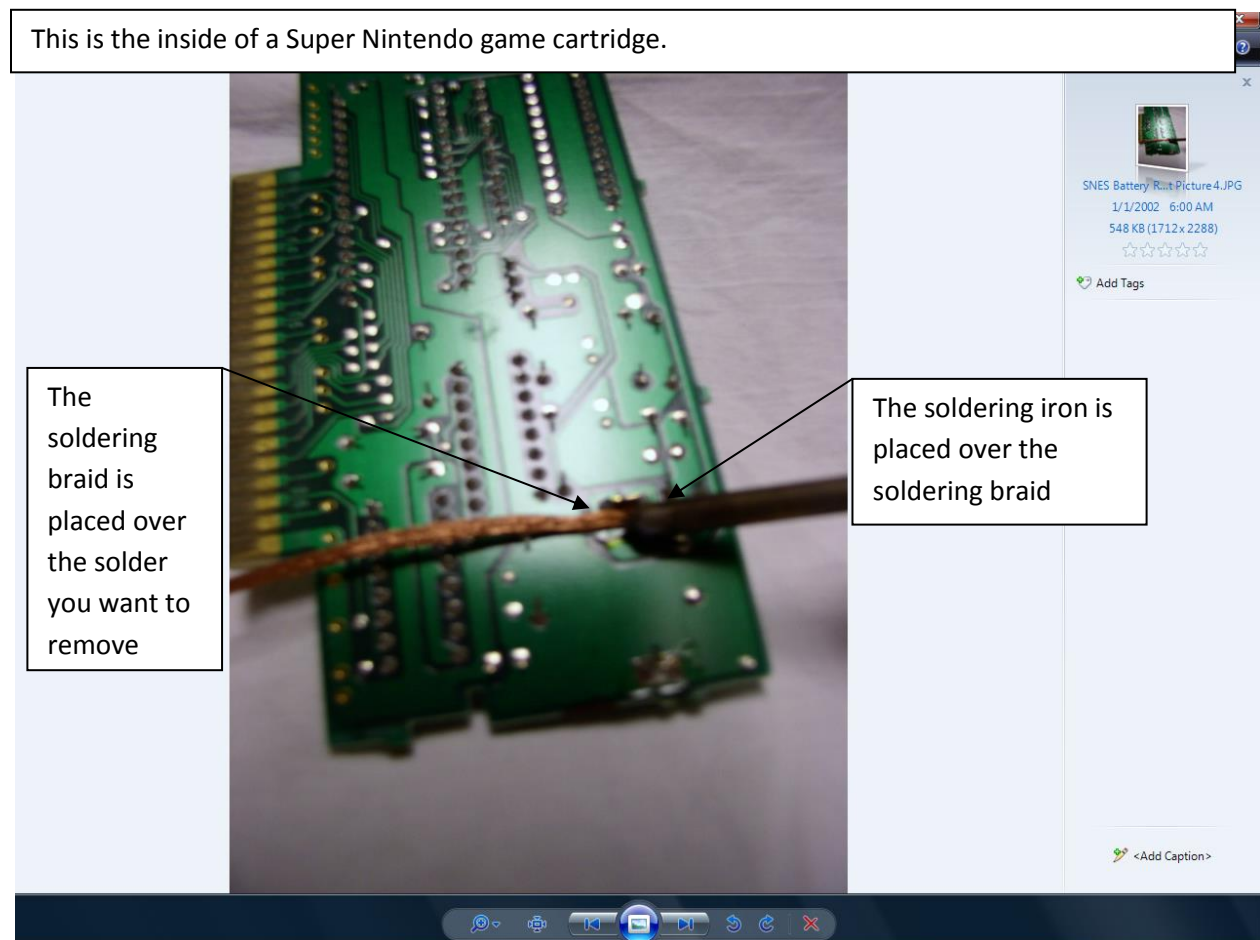 This is the inside of a Super Nintendo game cartridge.
x
?
x
SNES Battery R...t Picture 4.JPG
1/1/2002 6:00 AM
548 KB (1712 x 2288)
Add Tags
The
soldering
braid is
placed over
the solder
you want to
remove
The soldering iron is
placed over the
soldering braid
<Add Caption>